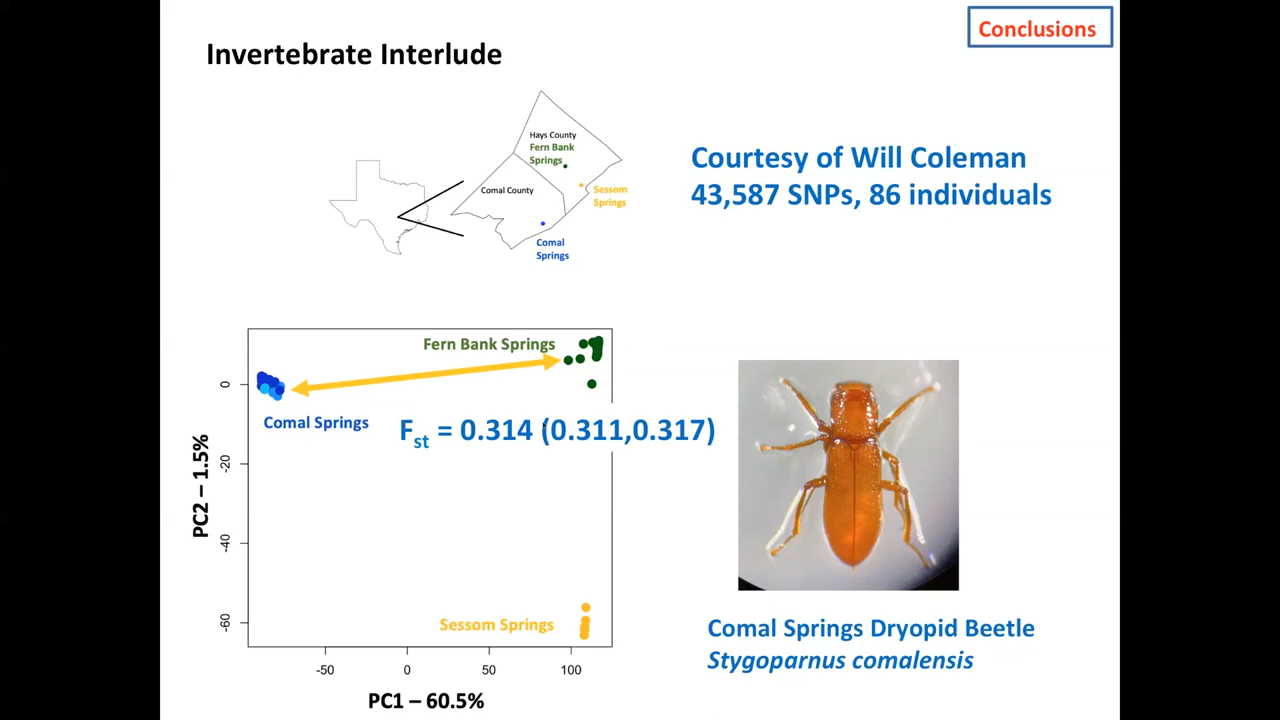 Conclusions
Invertebrate Interlude
Hays County
Fern Bank
Springs
Comal County
Sessom
Springs
Comal
Springs
Courtesy of Will Coleman
43,587 SNPs, 86 individuals
Fern Bank Springs
Comal Springs
Fst = 0.314 (0.311,0.317)
Sessom Springs
PC2 – 1.5%
0
-20
-40
-60
-50
0
50
100
PC1 – 60.5%
Comal Springs Dryopid Beetle
Stygoparnus comalensis